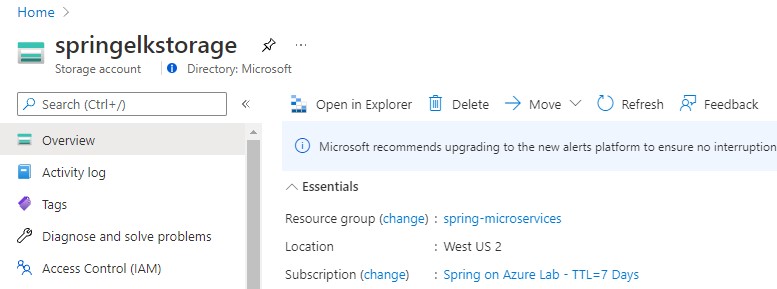 Home >
springelkstorage
Storage account | Directory: Microsoft
Search (Ctrl+/) «
Open in Explorer Delete Move Refresh Feedback
Overview
Microsoft recommends upgrading to the new alerts platform to ensure no interruption
Activity log
Essentials
Tags
Resource group (change) : spring-microservices
Diagnose and solve problems
Location : West US 2
Access Control (IAM)
Subscription (change) : Spring on Azure Lab - TTL=7 Days